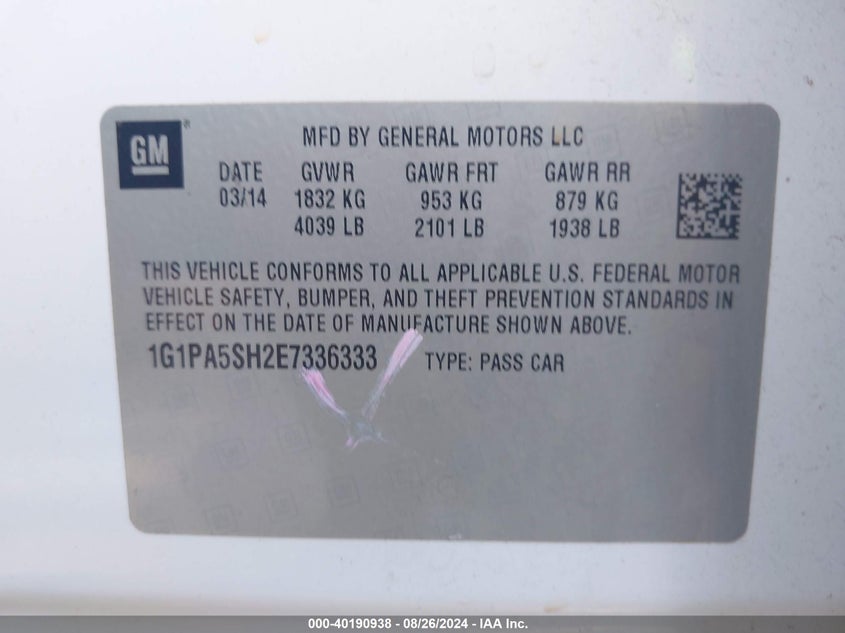 GM®
MFD BY GENERAL MOTORS LLC
DATE GVWR GAWR FRT GAWR RR
03/14 1832 KG 953 KG 879 KG
4039 LB 2101 LB 1938 LB
THIS VEHICLE CONFORMS TO ALL APPLICABLE U.S. FEDERAL MOTOR
VEHICLE SAFETY, BUMPER, AND THEFT PREVENTION STANDARDS IN
EFFECT ON THE DATE OF MANUFACTURE SHOWN ABOVE.
1G1PA5SH2E7336333 TYPE: PASS CAR
000-40190938 - 08/26/2024 - IAA Inc.